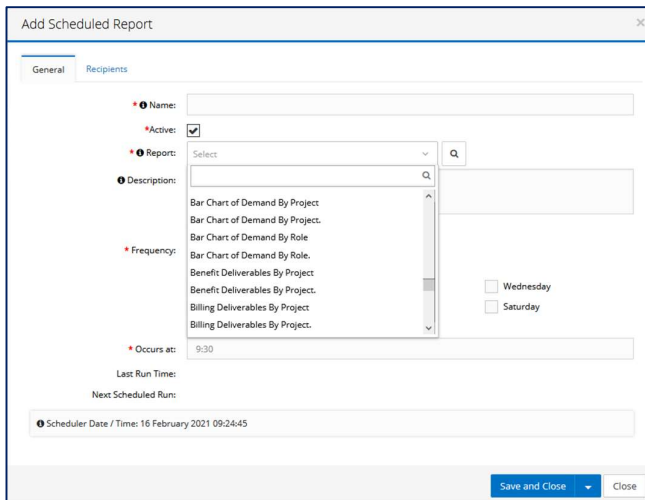 Add Scheduled Report
General Recipients
* Name:
*Active:
* Report: Select
Description:
Bar Chart of Demand By Project
Bar Chart of Demand By Project.
Bar Chart of Demand By Role
Bar Chart of Demand By Role.
* Frequency:
Benefit Deliverables By Project
Benefit Deliverables By Project.
Wednesday
Billing Deliverables By Project
Saturday
Billing Deliverables By Project.
* Occurs at: 9:30
Last Run Time:
Next Scheduled Run:
Scheduler Date / Time: 16 February 2021 09:24:45
Save and Close Close